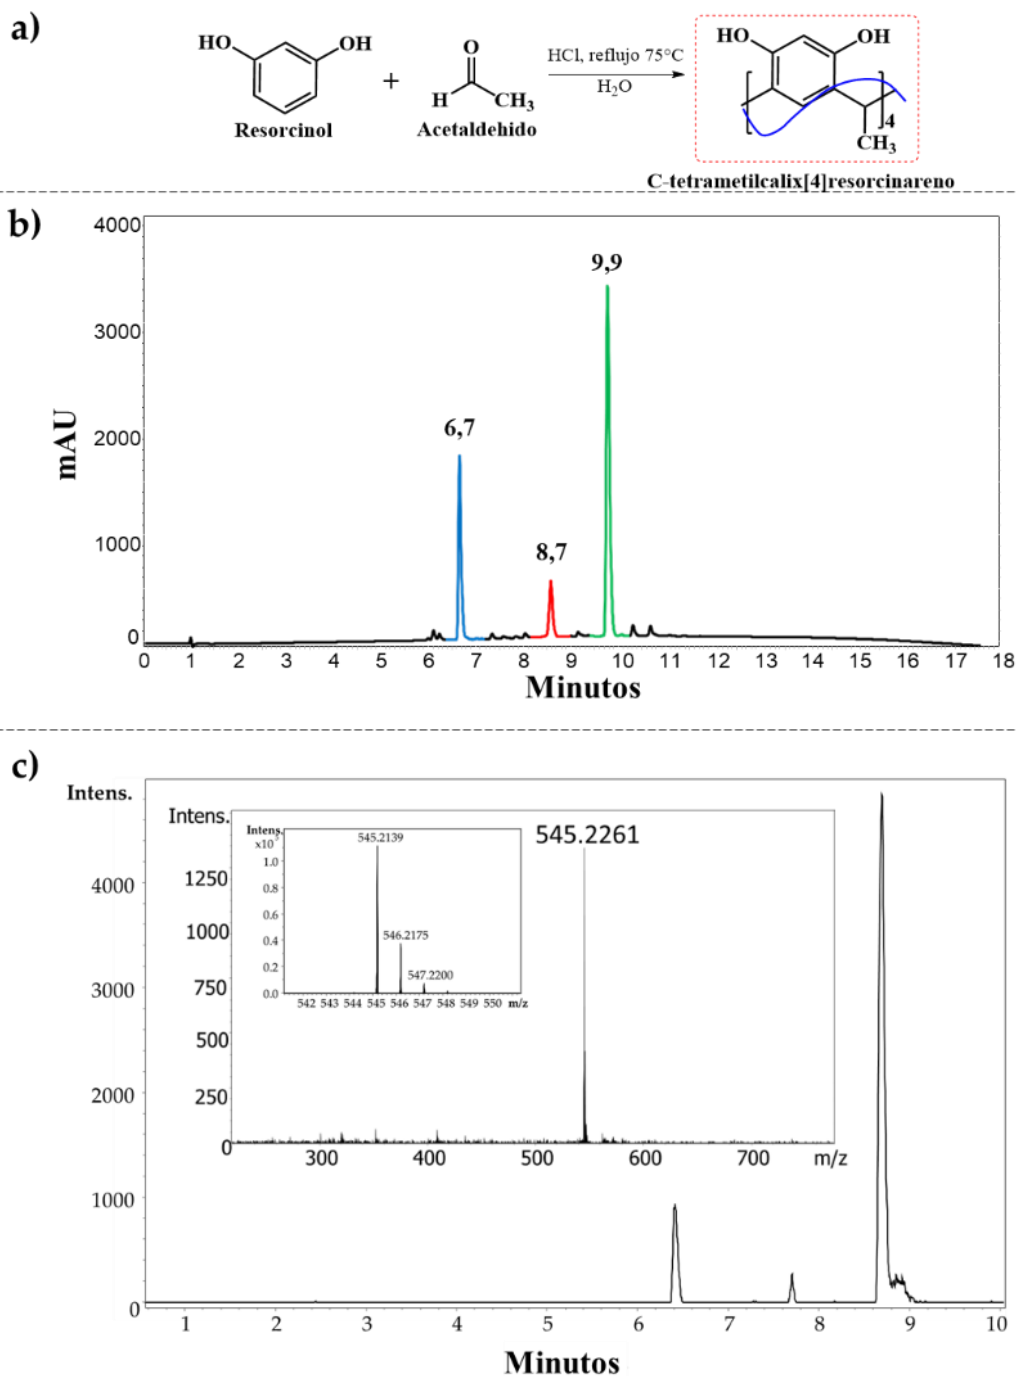 a)
HO
OH
Resorcinol
+
O
H
CH₃
Acetaldehido
HCl, reflujo 75°C
H₂O
HO
OH
4
CH₃
C-tetrametilcalix[4]resorcinareno
b)
4000
3000
2000
1000
0
mAU
6,7
8,7
9,9
0 1 2 3 4 5 6 7 8 9 10 11 12 13 14 15 16 17 18
Minutos
c)
Intens.
4000
3000
2000
1000
0
Intens.
1250
1000
750
500
250
0
545.2261
Intens.
1.0
0.8
0.6
0.4
0.2
0.0
545.2139
546.2175
547.2200
542 543 544 545 546 547 548 549 550 m/z
300 400 500 600 700 m/z
1 2 3 4 5 6 7 8 9 10
Minutos